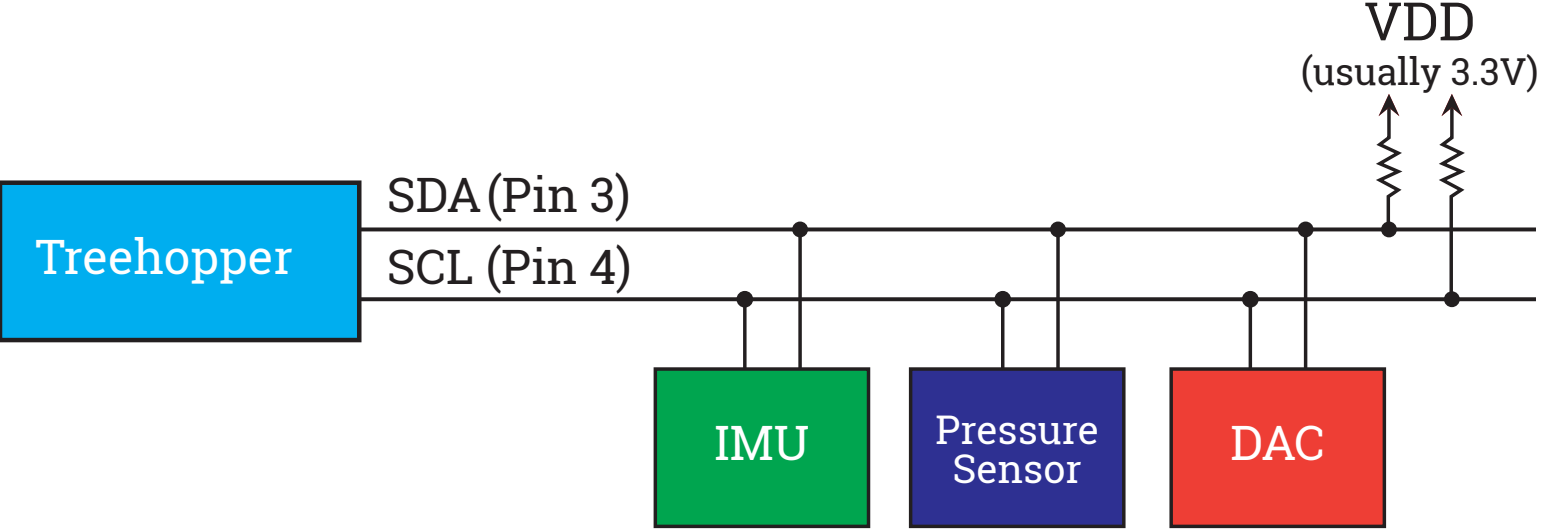 VDD
(usually 3.3V)
SDA (Pin 3)
Treehopper
SCL (Pin 4)
IMU
Pressure
Sensor
DAC